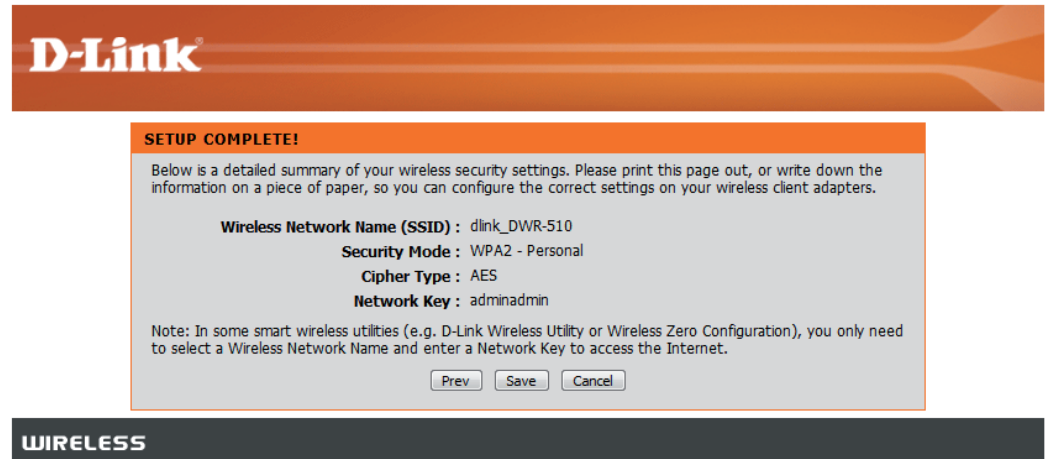 D-Link®
SETUP COMPLETE!
Below is a detailed summary of your wireless security settings. Please print this page out, or write down the
information on a piece of paper, so you can configure the correct settings on your wireless client adapters.
Wireless Network Name (SSID) : dlink_DWR-510
Security Mode : WPA2 - Personal
Cipher Type : AES
Network Key : adminadmin
Note: In some smart wireless utilities (e.g. D-Link Wireless Utility or Wireless Zero Configuration), you only need
to select a Wireless Network Name and enter a Network Key to access the Internet.
Prev Save Cancel
WIRELESS